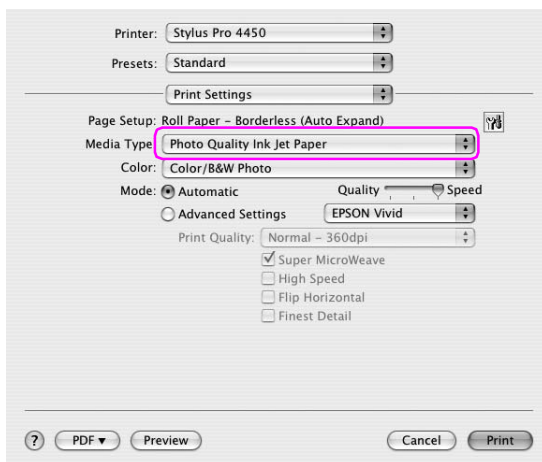 Printer: Stylus Pro 4450
Presets: Standard
Print Settings
Page Setup: Roll Paper – Borderless (Auto Expand)
Media Type: Photo Quality Ink Jet Paper
Color: Color/B&W Photo
Mode: Automatic Quality Speed
Advanced Settings EPSON Vivid
Print Quality: Normal – 360dpi
Super MicroWeave
High Speed
Flip Horizontal
Finest Detail
? PDF ▼ Preview Cancel Print